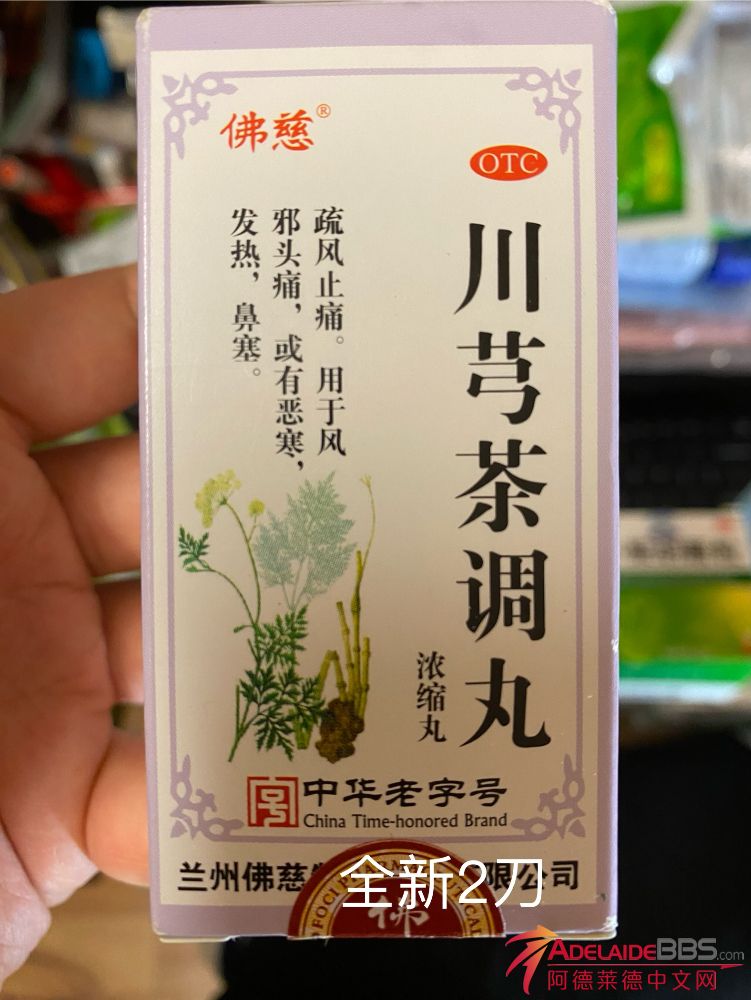 佛慈®
OTC
川芎茶调丸
浓缩丸
疏风止痛。用于风
邪头痛，或有恶寒，
发热，鼻塞。
中华老字号
China Time-honored Brand
兰州佛慈
限公司
全新2刀
佛
ADELAIDEBBS.com
阿德莱德中文网